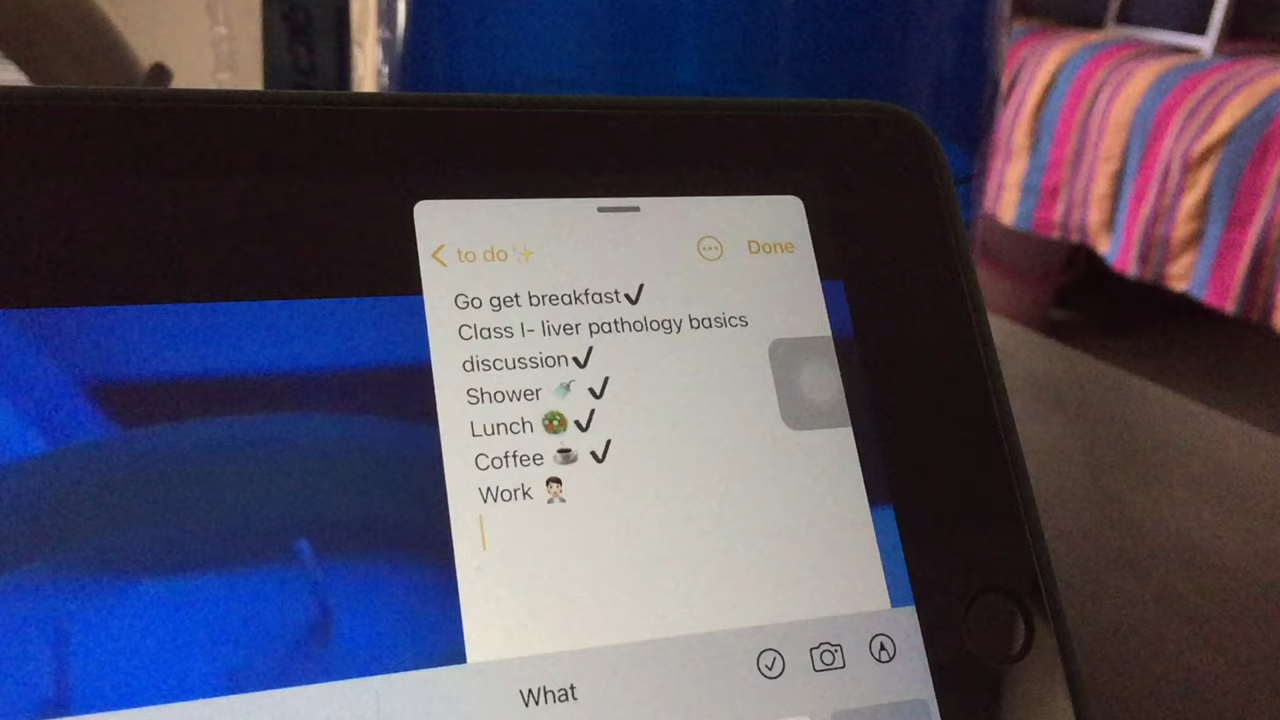 to do ✨
Done
Go get breakfast✔
Class I- liver pathology basics
discussion✔
Shower 🚿 ✔
Lunch 🥗 ✔
Coffee ☕ ✔
Work 🧑🏻‍💼
What